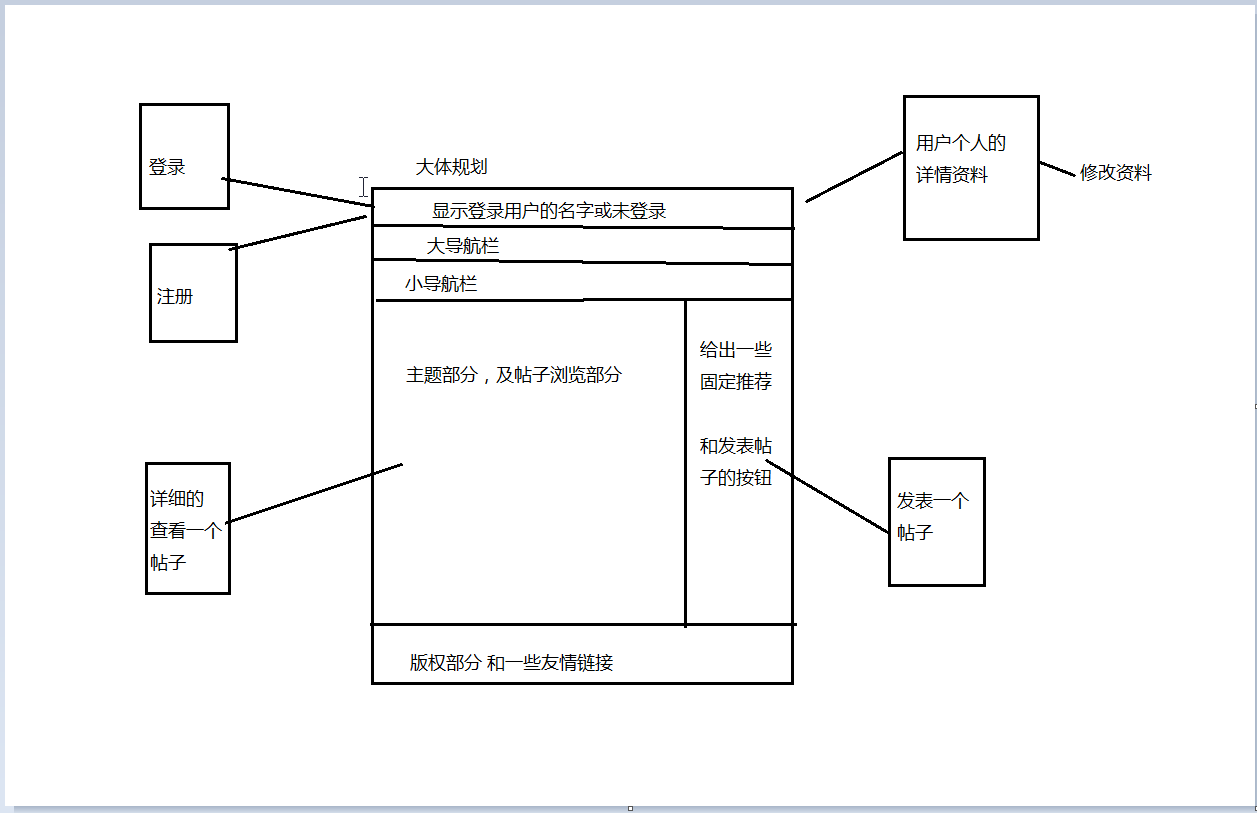 登录
注册
大体规划
显示登录用户的名字或未登录
大导航栏
小导航栏
主题部分，及帖子浏览部分
给出一些
固定推荐
和发表帖
子的按钮
版权部分 和一些友情链接
用户个人的
详情资料
修改资料
详细的
查看一个
帖子
发表一个
帖子